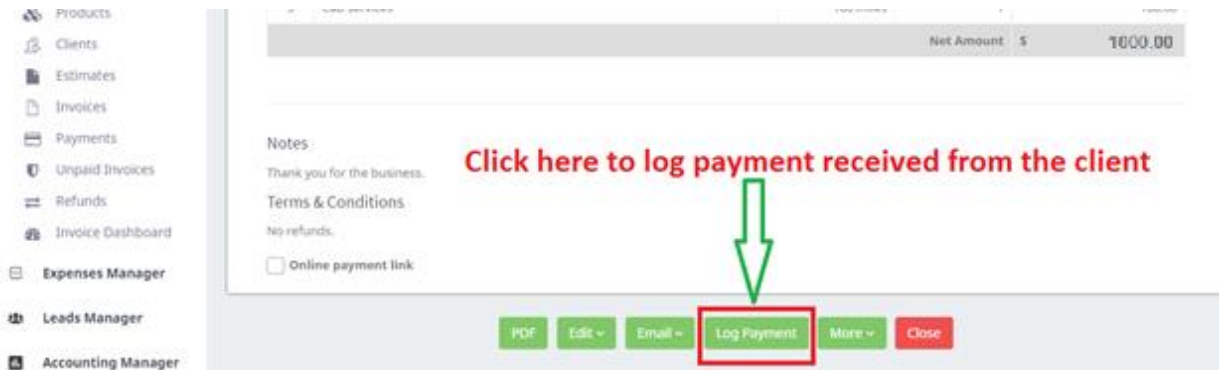 Products
Clients
Estimates
Invoices
Payments
Unpaid Invoices
Refunds
Invoice Dashboard
Expenses Manager
Leads Manager
Accounting Manager
Net Amount $ 1000.00
Notes
Thank you for the business.
Terms & Conditions
No refunds.
Online payment link
Click here to log payment received from the client
PDF Edit Email Log Payment More Close